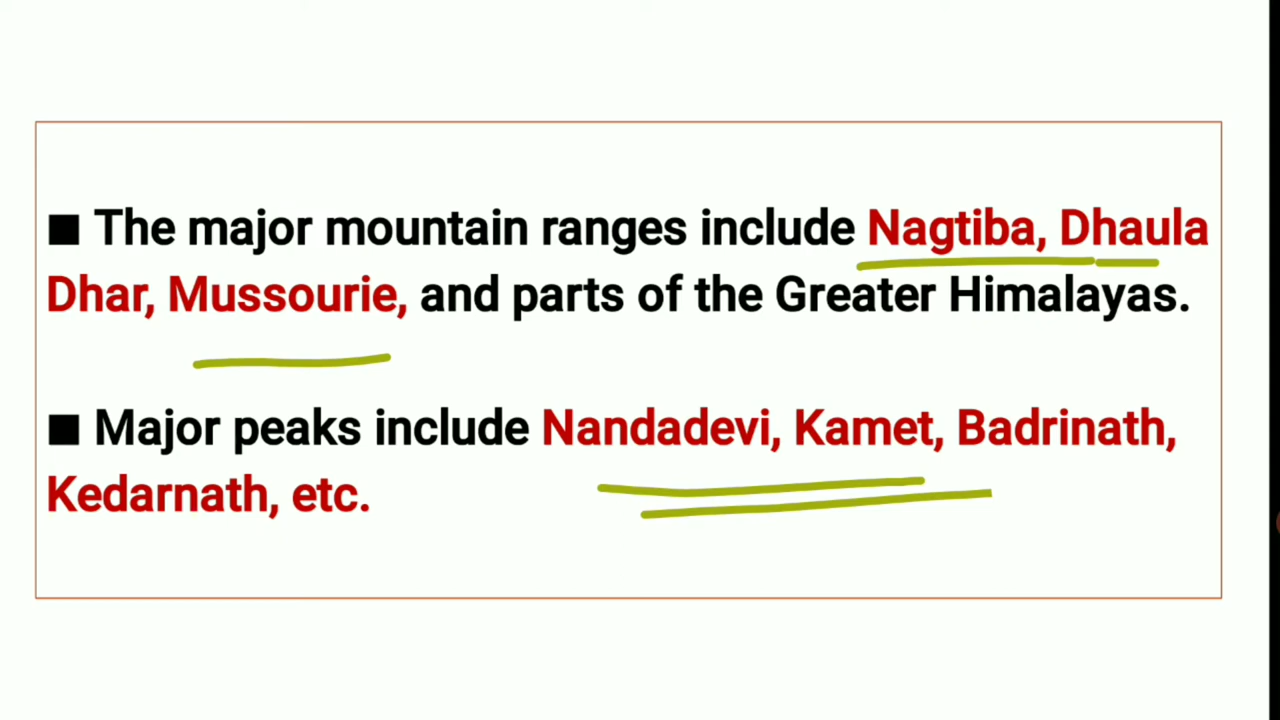 ■ The major mountain ranges include Nagtiba, Dhaula
Dhar, Mussourie, and parts of the Greater Himalayas.
■ Major peaks include Nandadevi, Kamet, Badrinath,
Kedarnath, etc.